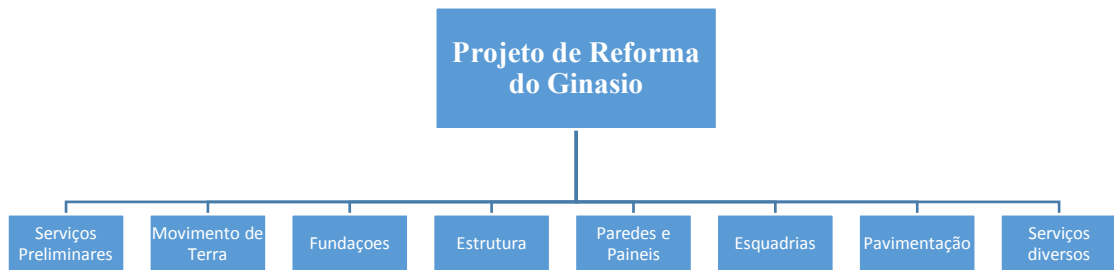 Projeto de Reforma
do Ginasio
Serviços
Preliminares
Movimento de
Terra
Fundaçoes
Estrutura
Paredes e
Paineis
Esquadrias
Pavimentação
Serviços
diversos